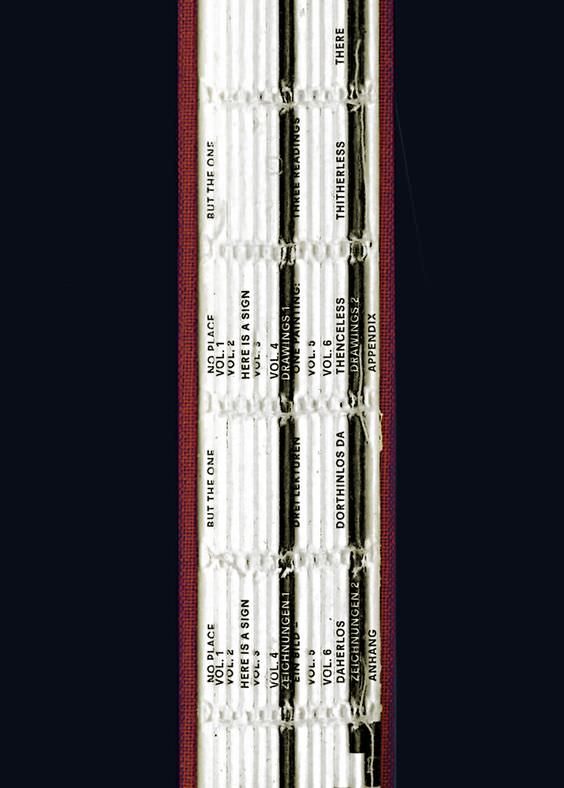 NO PLACE BUT THE ONE NO PLACE BUT THE ONE
VOL. 1 VOL. 1
VOL. 2 VOL. 2
HERE IS A SIGN HERE IS A SIGN
VOL. 3 VOL. 3
VOL. 4 VOL. 4
ZEICHNUNGEN 1 DRAWINGS 1
EIN BILD – DREI LEKTÜREN ONE PAINTING: THREE READINGS
VOL. 5 VOL. 5
VOL. 6 VOL. 6
DAHERLOS DORTHINLOS DA THENCELESS THITHERLESS THERE
ZEICHNUNGEN 2 DRAWINGS 2
ANHANG APPENDIX